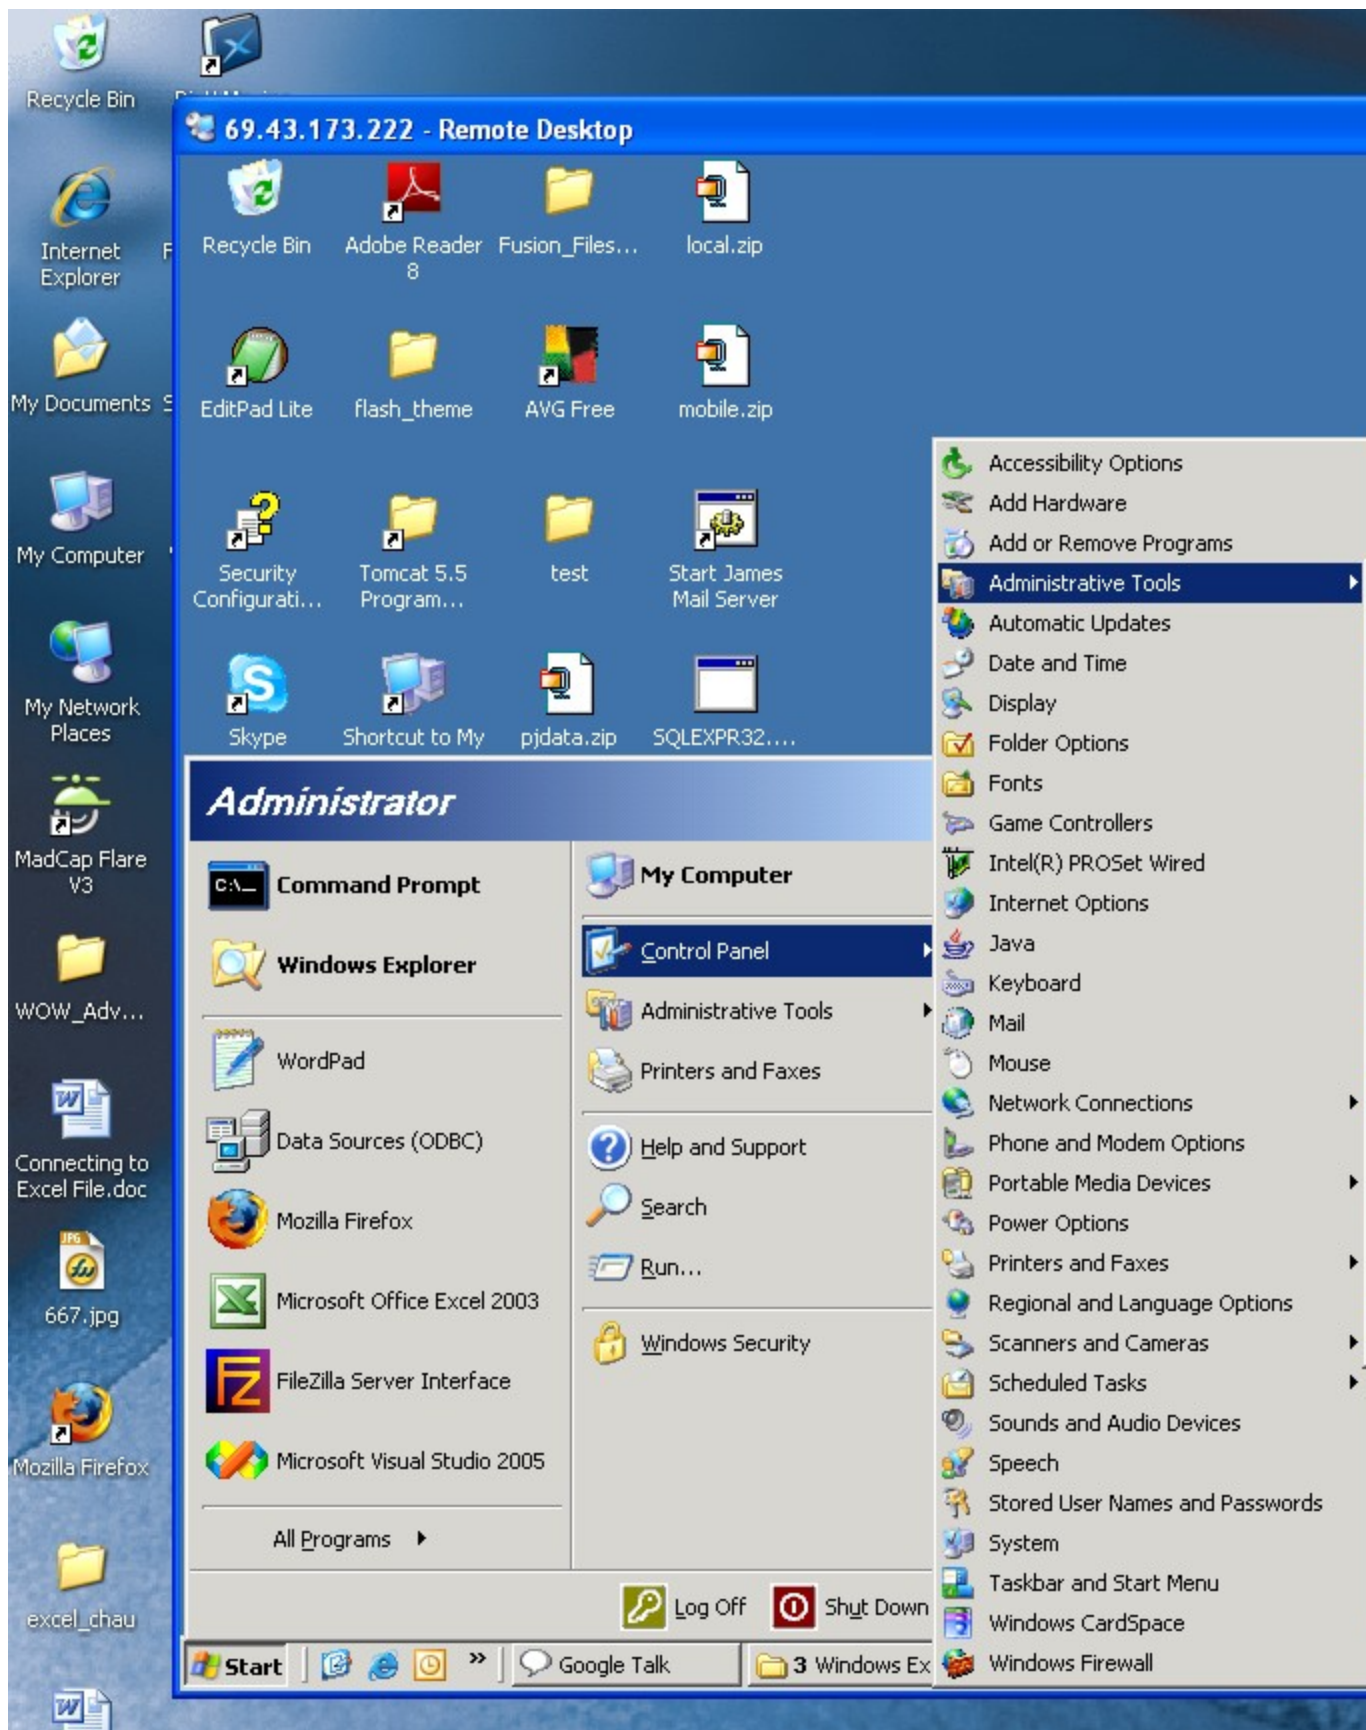 Recycle Bin
Internet
Explorer
My Documents
My Computer
My Network
Places
MadCap Flare
V3
WOW_Adv...
Connecting to
Excel File.doc
JPG
667.jpg
Mozilla Firefox
excel_chau
69.43.173.222 - Remote Desktop
Recycle Bin
Adobe Reader
8
Fusion_Files...
local.zip
EditPad Lite
flash_theme
AVG Free
mobile.zip
Security
Configurati...
Tomcat 5.5
Program...
test
Start James
Mail Server
Skype
Shortcut to My
pjdata.zip
SQLEXPR32....
Administrator
C:\_
Command Prompt
Windows Explorer
WordPad
Data Sources (ODBC)
Mozilla Firefox
Microsoft Office Excel 2003
FileZilla Server Interface
Microsoft Visual Studio 2005
All Programs
My Computer
Control Panel
Administrative Tools
Printers and Faxes
Help and Support
Search
Run...
Windows Security
Log Off
Shut Down
Start
Google Talk
3 Windows Ex
Accessibility Options
Add Hardware
Add or Remove Programs
Administrative Tools
Automatic Updates
Date and Time
Display
Folder Options
Fonts
Game Controllers
Intel(R) PROSet Wired
Internet Options
Java
Keyboard
Mail
Mouse
Network Connections
Phone and Modem Options
Portable Media Devices
Power Options
Printers and Faxes
Regional and Language Options
Scanners and Cameras
Scheduled Tasks
Sounds and Audio Devices
Speech
Stored User Names and Passwords
System
Taskbar and Start Menu
Windows CardSpace
Windows Firewall